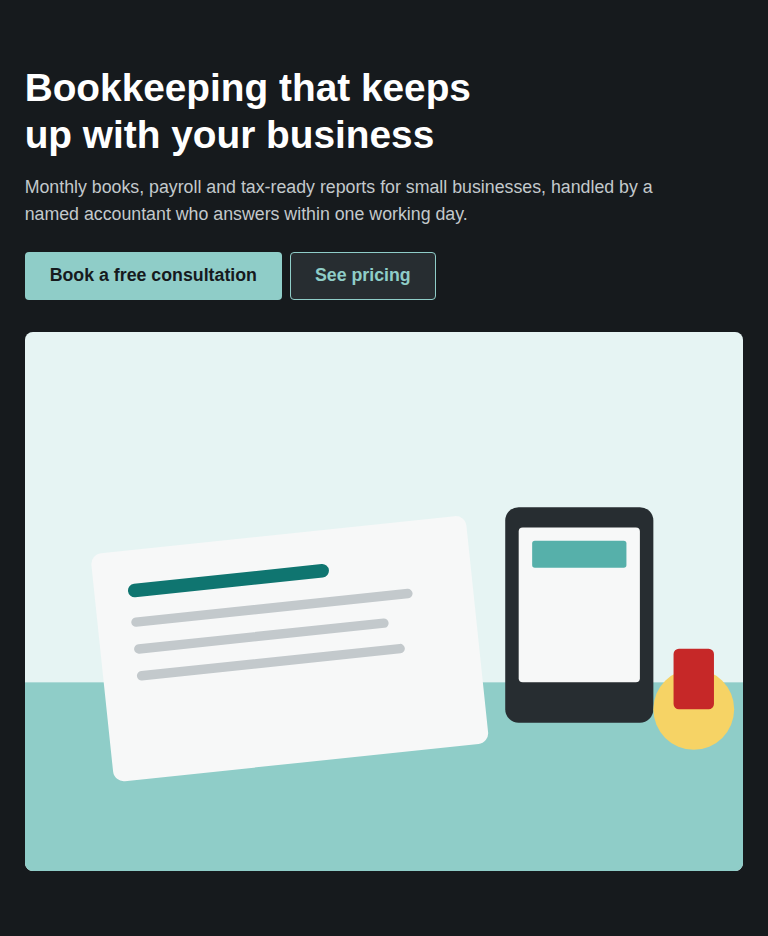 Bookkeeping that keeps
up with your business
Monthly books, payroll and tax-ready reports for small businesses, handled by a
named accountant who answers within one working day.
Book a free consultation
See pricing